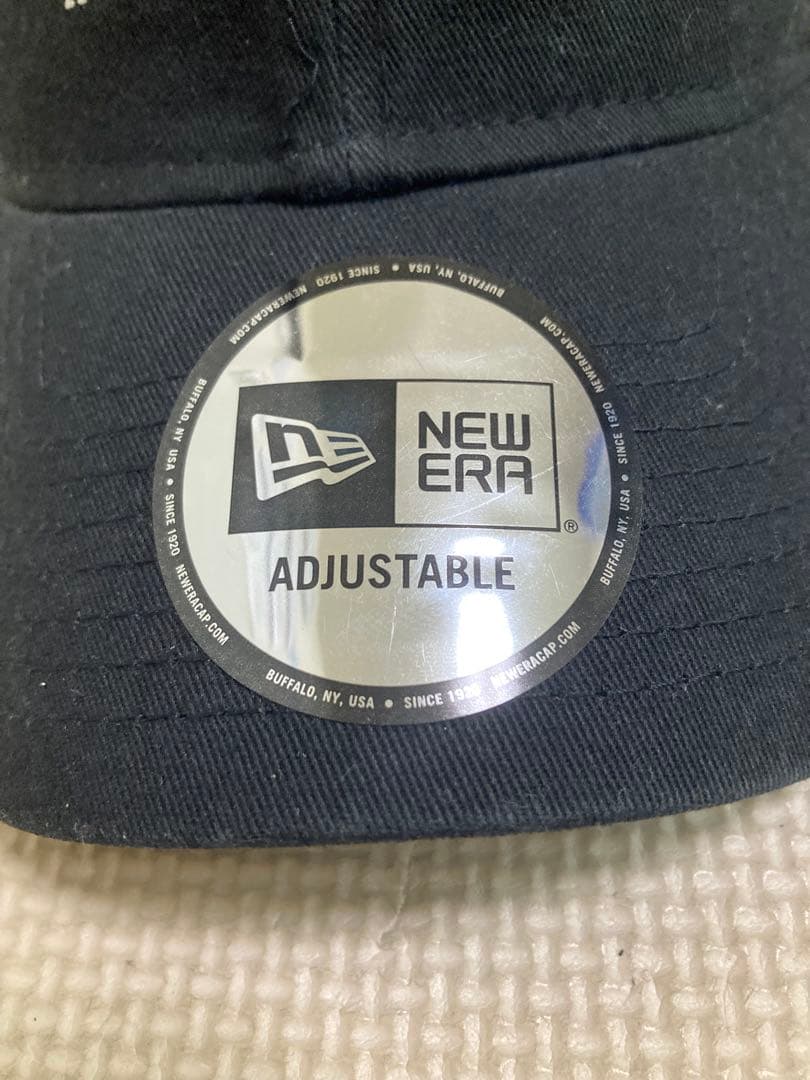 NEW
ERA
®
ADJUSTABLE
BUFFALO, NY, USA • SINCE 1920 NEWERACAP.COM
BUFFALO, NY, USA • SINCE 1920 NEWERACAP.COM
BUFFALO, NY, USA • SINCE 1920 NEWERACAP.COM
BUFFALO, NY, USA • SINCE 1920 NEWERACAP.COM